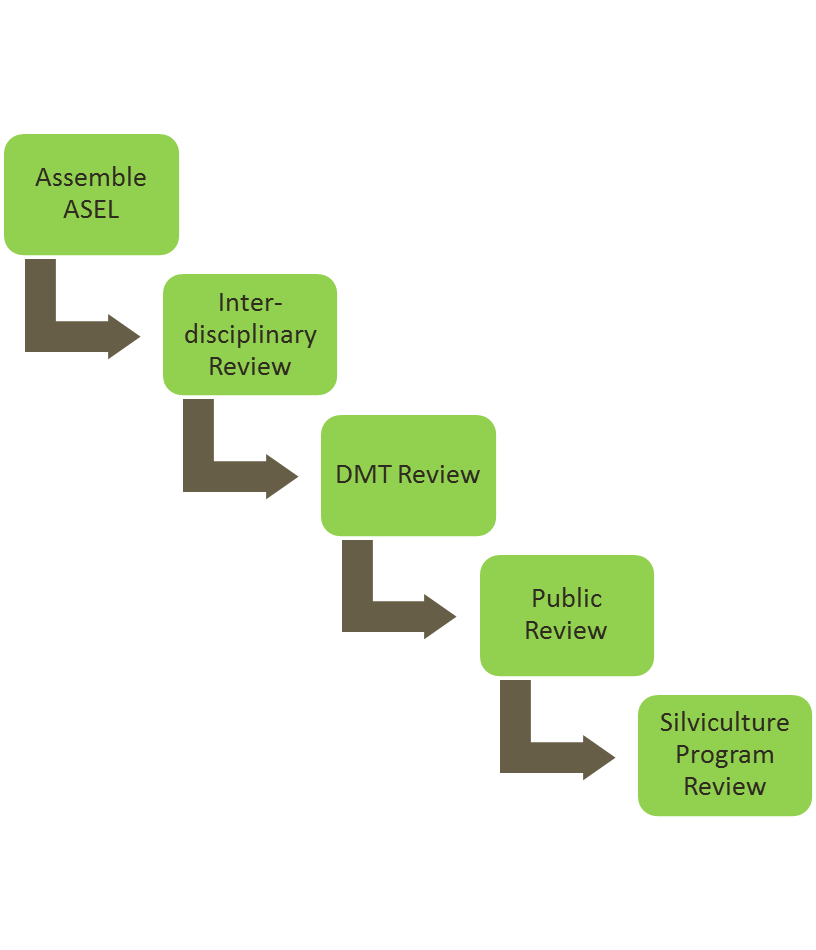 Assemble
ASEL
Inter-
disciplinary
Review
DMT Review
Public
Review
Silviculture
Program
Review